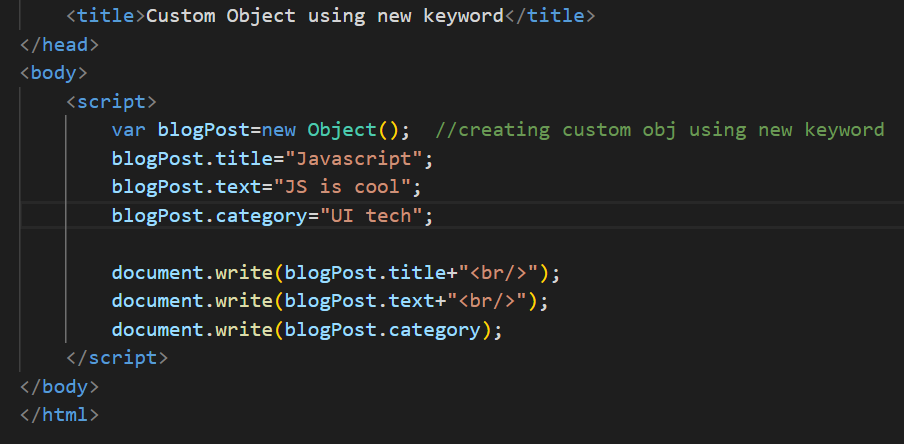 <title>Custom Object using new keyword</title>
</head>
<body>
<script>
var blogPost=new Object();  //creating custom obj using new keyword
blogPost.title="Javascript";
blogPost.text="JS is cool";
blogPost.category="UI tech";
document.write(blogPost.title+"<br/>");
document.write(blogPost.text+"<br/>");
document.write(blogPost.category);
</script>
</body>
</html>